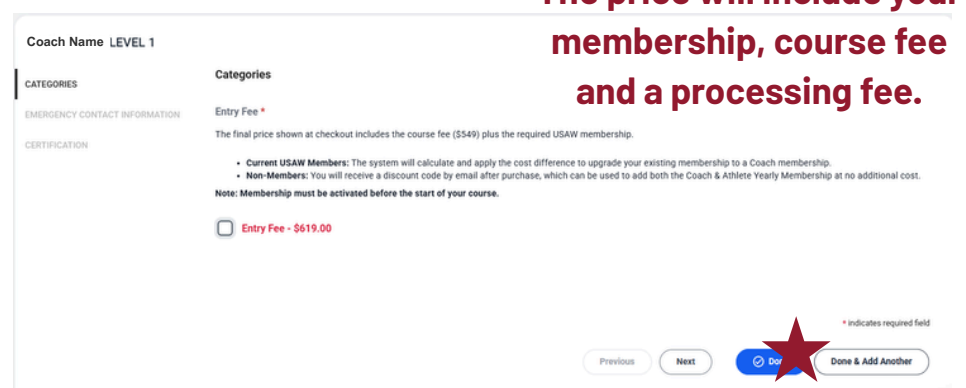 The price will include your
membership, course fee
and a processing fee.
Coach Name LEVEL 1
CATEGORIES
EMERGENCY CONTACT INFORMATION
CERTIFICATION
Categories
Entry Fee *
The final price shown at checkout includes the course fee ($549) plus the required USAW membership.
• Current USAW Members: The system will calculate and apply the cost difference to upgrade your existing membership to a Coach membership.
• Non-Members: You will receive a discount code by email after purchase, which can be used to add both the Coach & Athlete Yearly Membership at no additional cost.
Note: Membership must be activated before the start of your course.
Entry Fee - $619.00
* indicates required field
Previous Next Done & Add Another